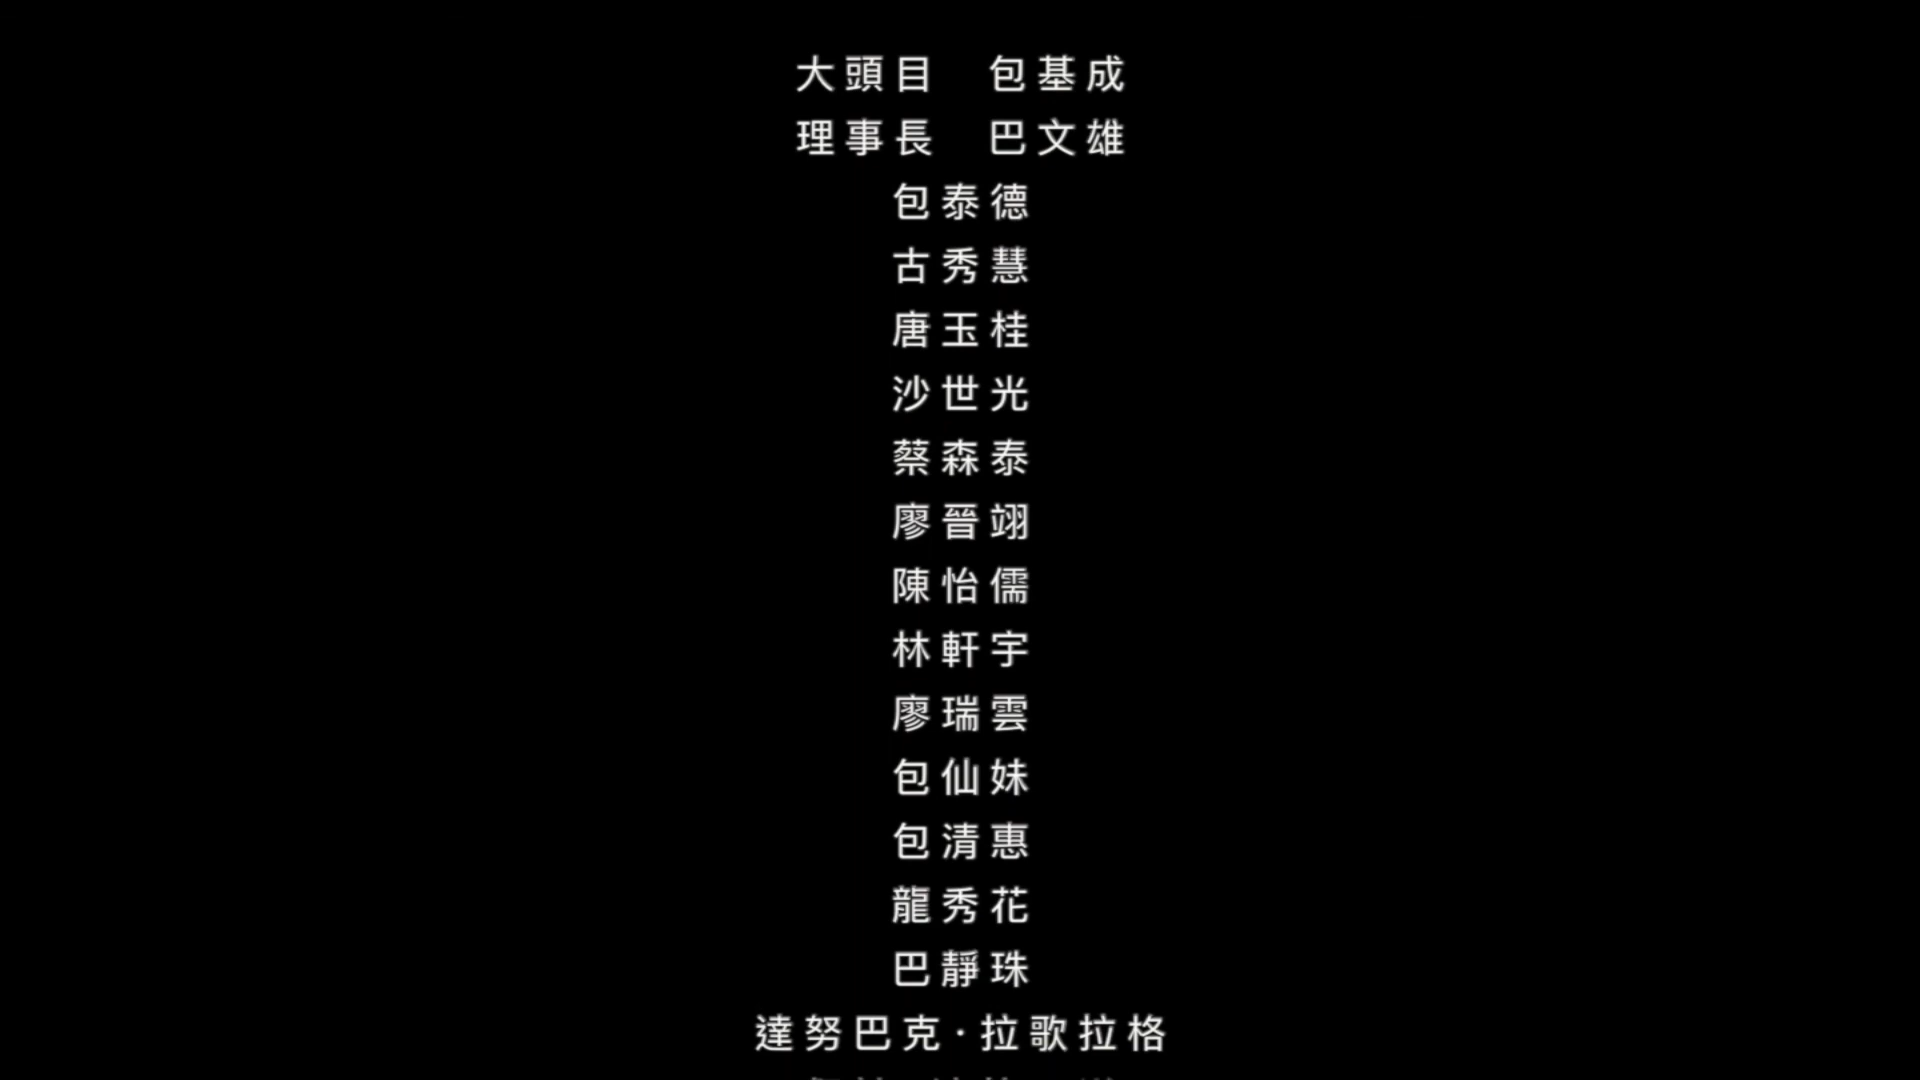 大頭目 包基成
理事長 巴文雄
包泰德
古秀慧
唐玉桂
沙世光
蔡森泰
廖晉翊
陳怡儒
林軒宇
廖瑞雲
包仙妹
包清惠
龍秀花
巴靜珠
達努巴克·拉歌拉格